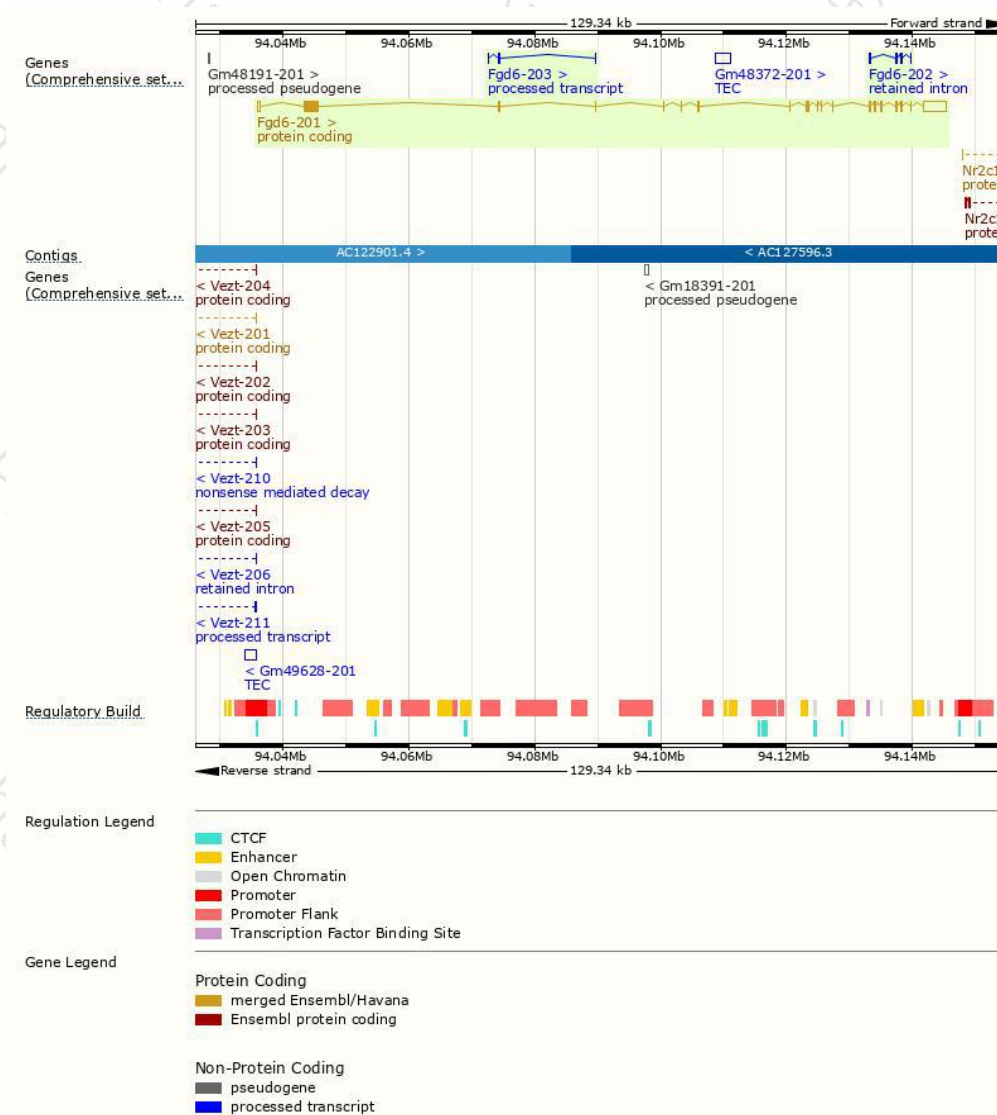 129.34 kb
Forward strand
94.04Mb 94.06Mb 94.08Mb 94.10Mb 94.12Mb 94.14Mb
Genes
(Comprehensive set...
Gm48191-201 >
processed pseudogene
Fgd6-203 >
processed transcript
Gm48372-201 >
TEC
Fgd6-202 >
retained intron
Fgd6-201 >
protein coding
Nr2c1
prote
Nr2c
prote
Contigs
AC122901.4 >
< AC127596.3
Genes
(Comprehensive set...
< Vezt-204
protein coding
< Gm18391-201
processed pseudogene
< Vezt-201
protein coding
< Vezt-202
protein coding
< Vezt-203
protein coding
< Vezt-210
nonsense mediated decay
< Vezt-205
protein coding
< Vezt-206
retained intron
< Vezt-211
processed transcript
< Gm49628-201
TEC
Regulatory Build
94.04Mb 94.06Mb 94.08Mb 94.10Mb 94.12Mb 94.14Mb
Reverse strand
129.34 kb
Regulation Legend
CTCF
Enhancer
Open Chromatin
Promoter
Promoter Flank
Transcription Factor Binding Site
Gene Legend
Protein Coding
merged Ensembl/Havana
Ensembl protein coding
Non-Protein Coding
pseudogene
processed transcript